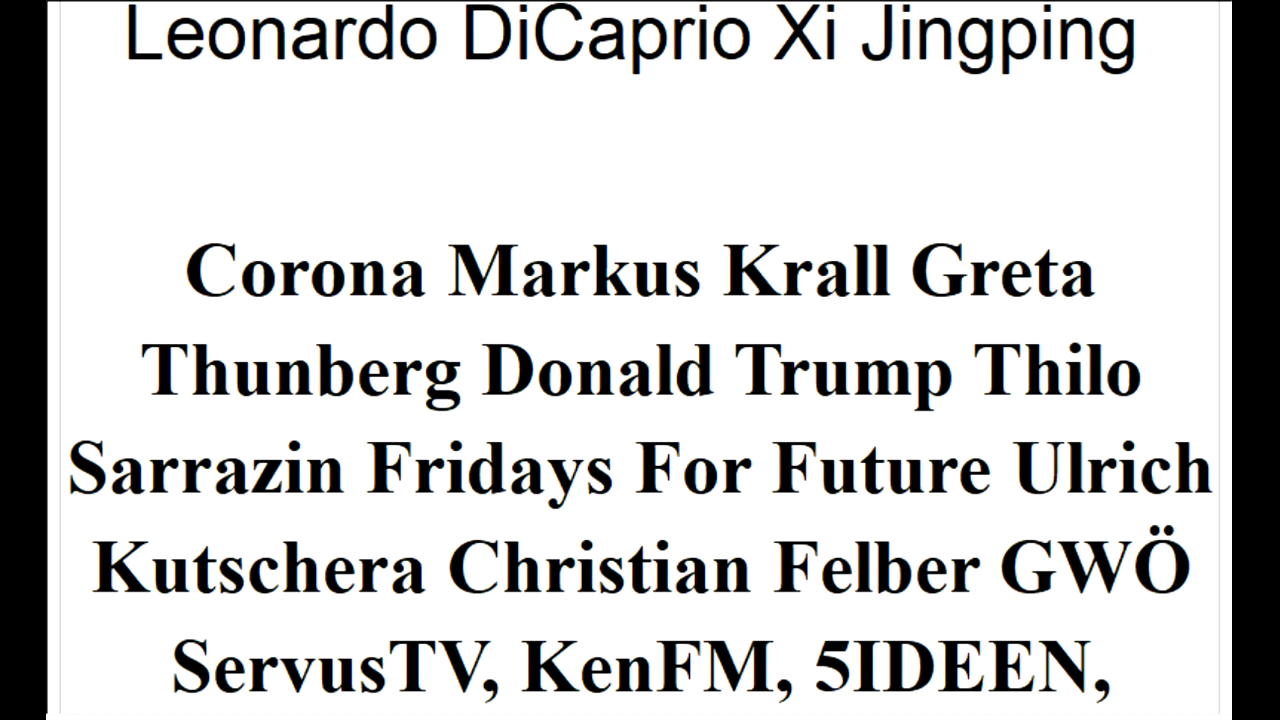 Leonardo DiCaprio Xi Jingping
Corona Markus Krall Greta
Thunberg Donald Trump Thilo
Sarrazin Fridays For Future Ulrich
Kutschera Christian Felber GWÖ
ServusTV, KenFM, 5IDEEN,